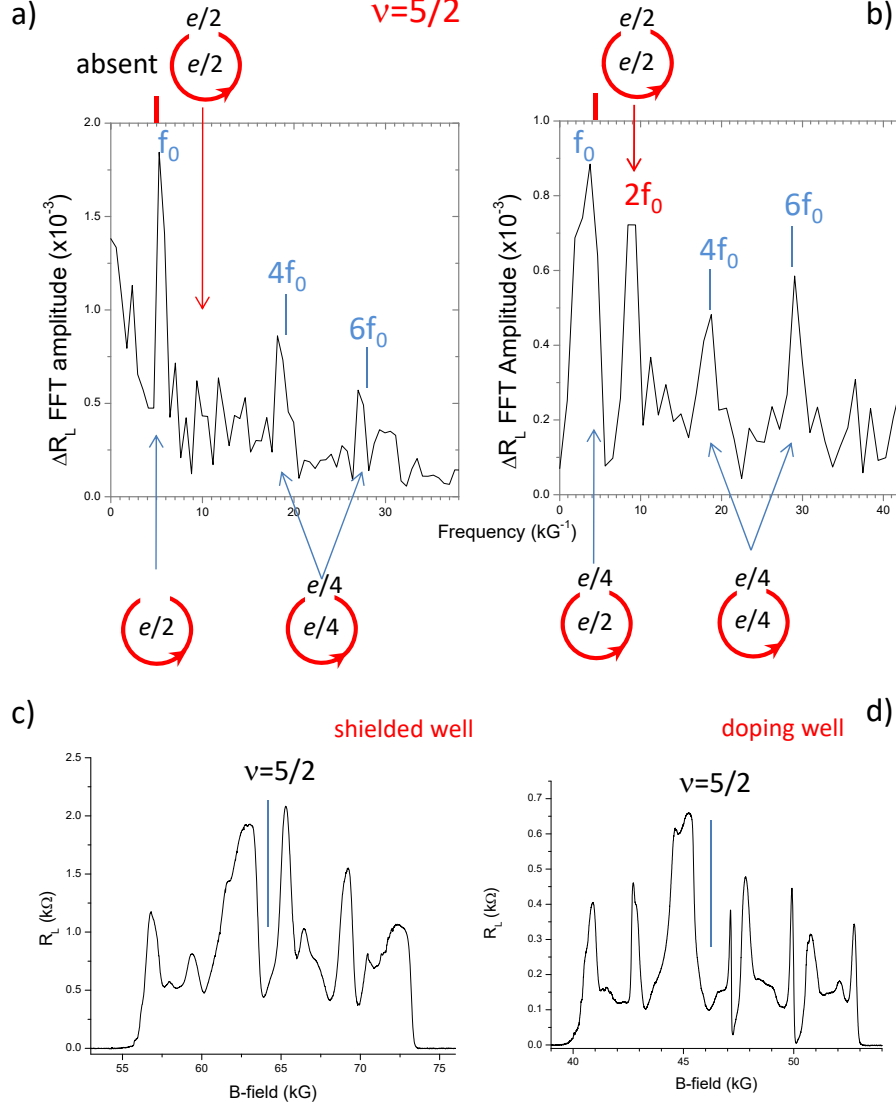 a)
ν=5/2
b)
e/2
e/2
absent
e/2
e/2
f₀
4f₀
6f₀
ΔR_L FFT amplitude (x10⁻³)
2.0
1.5
1.0
0.5
0.0
0
10
20
30
f₀
2f₀
4f₀
6f₀
ΔR_L FFT Amplitude (x10⁻³)
1.0
0.8
0.6
0.4
0.2
0.0
0
10
20
30
40
Frequency (kG⁻¹)
e/2
e/4
e/4
e/4
e/2
e/4
e/4
c)
shielded well
ν=5/2
R_L (kΩ)
2.5
2.0
1.5
1.0
0.5
0.0
55
60
65
70
75
B-field (kG)
d)
doping well
ν=5/2
R_L (kΩ)
0.7
0.6
0.5
0.4
0.3
0.2
0.1
0.0
40
45
50
B-field (kG)